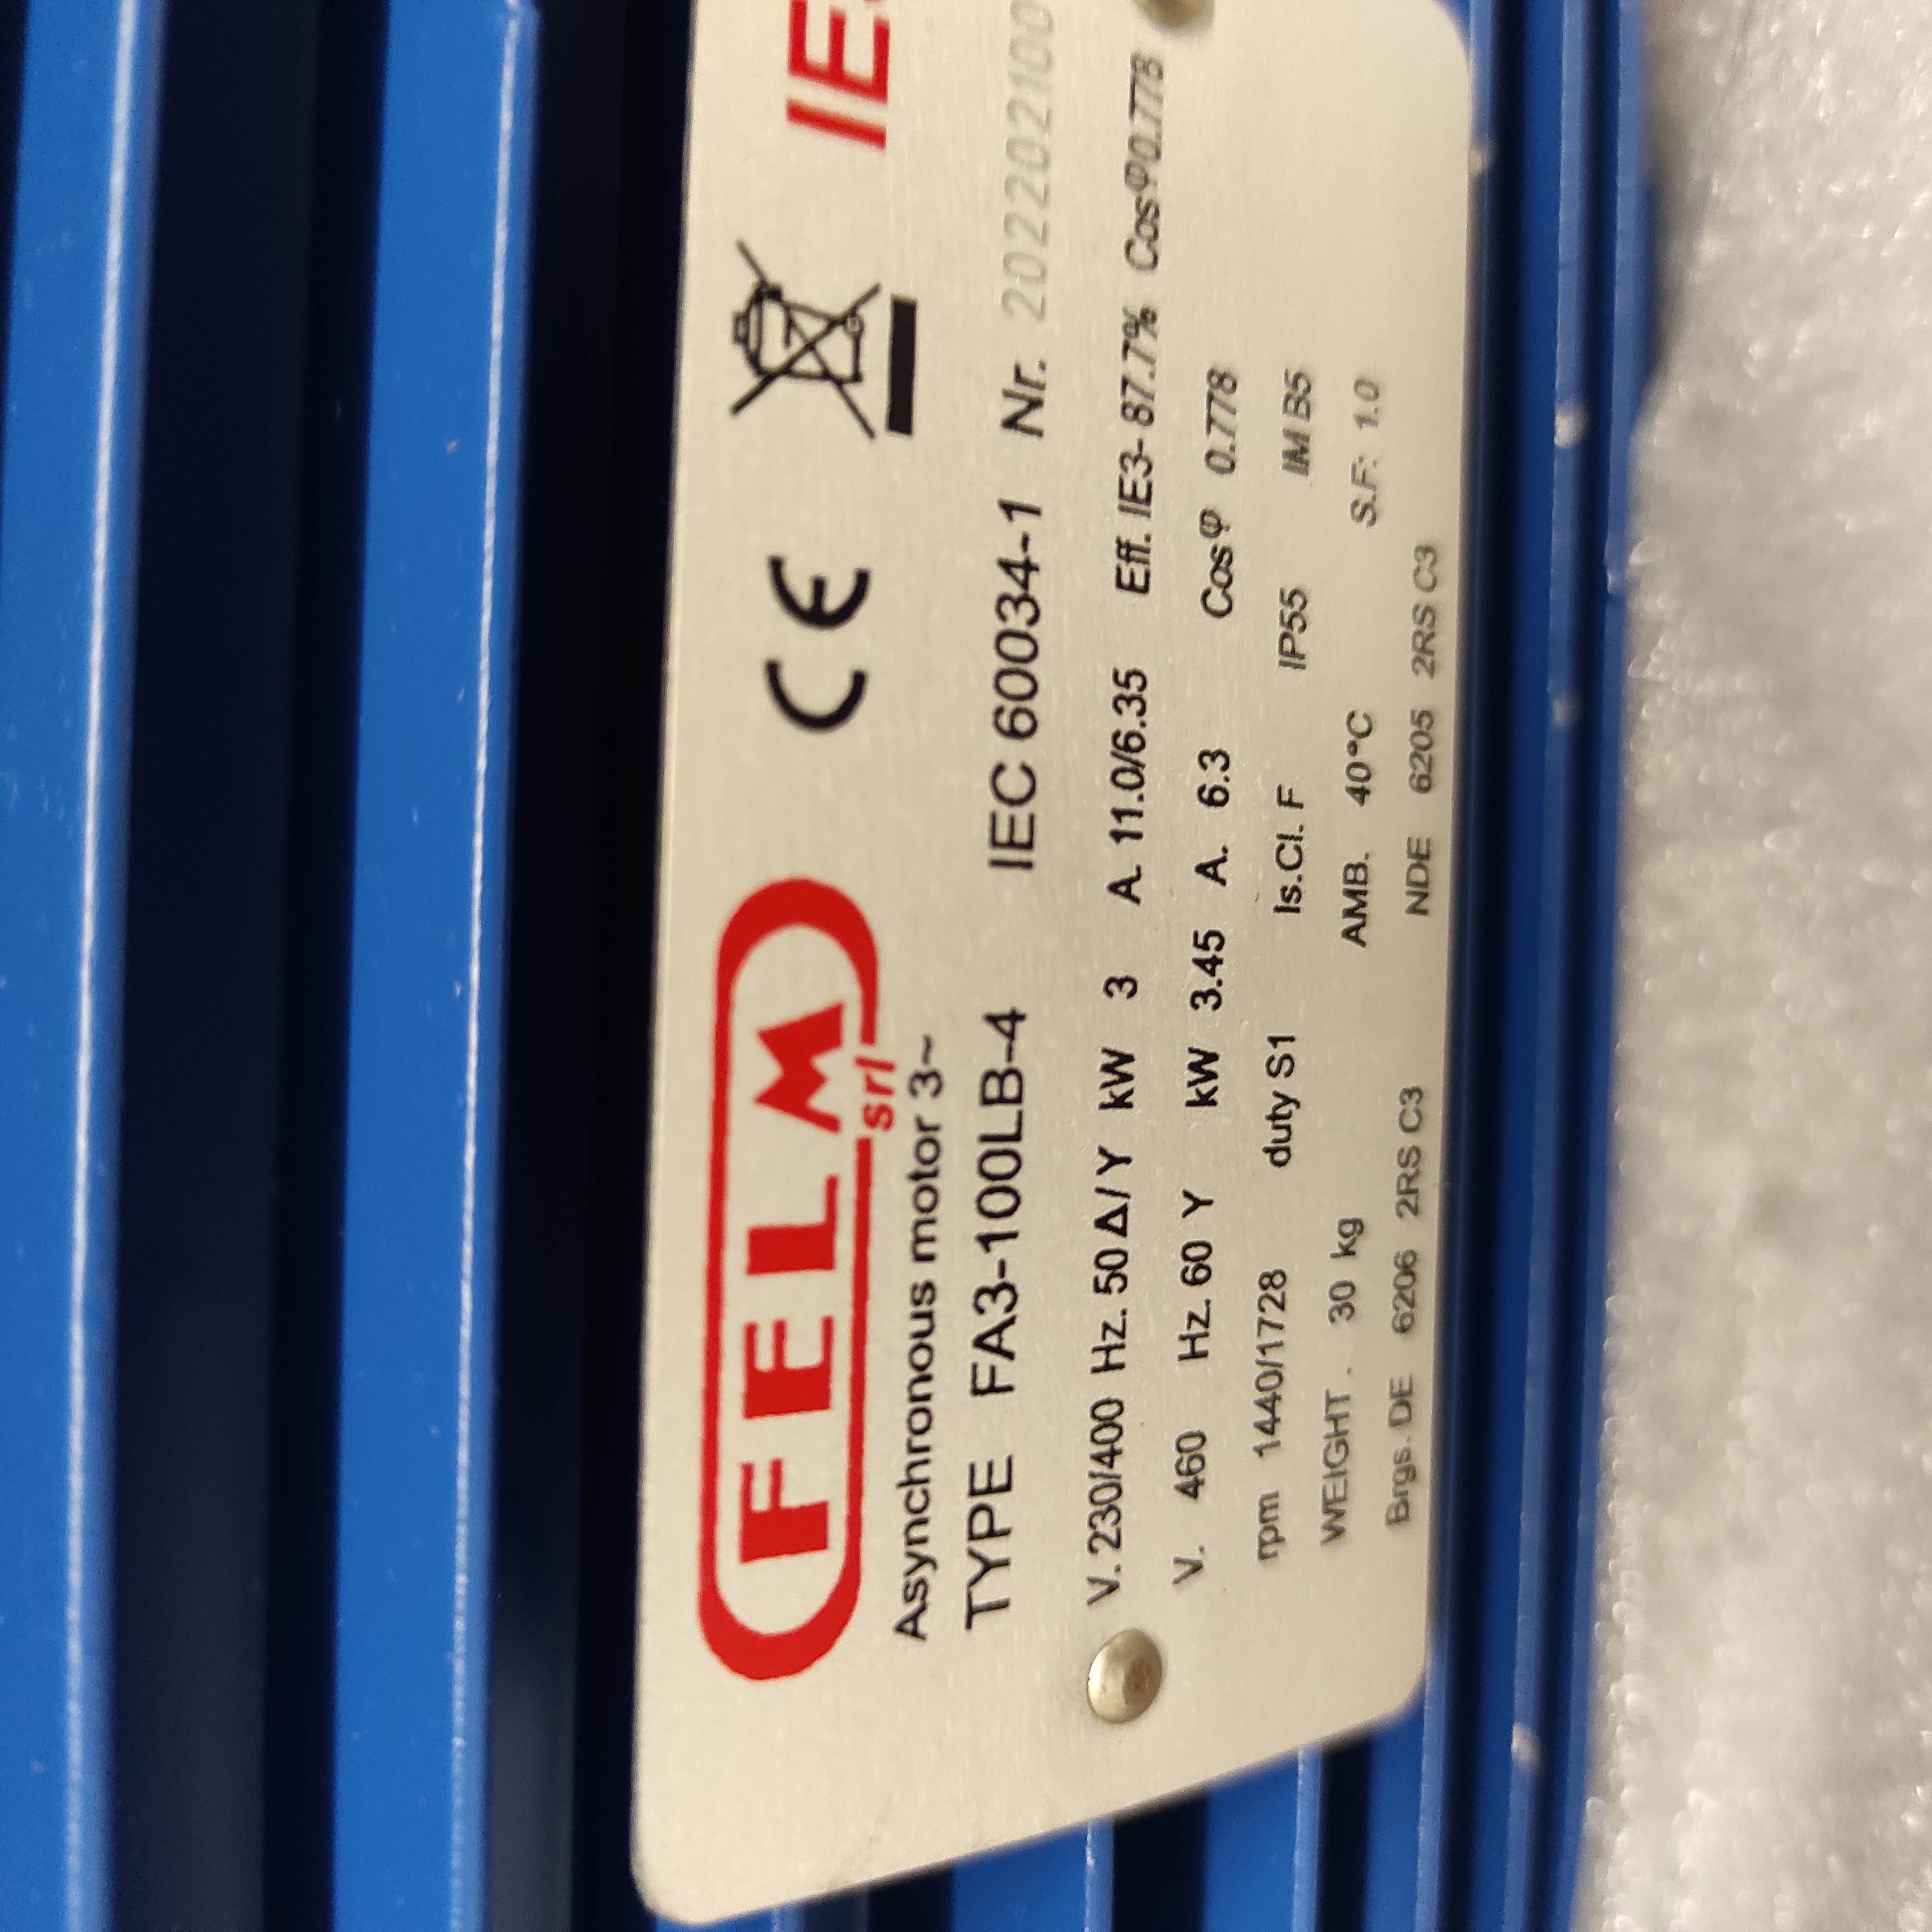 FELM srl
CE
Asynchronous motor 3~
TYPE FA3-100LB-4 IEC 60034-1 Nr.
V. 230/400 Hz. 50 Δ/Y kW 3 A. 11.0/6.35 Eff. IE3- 87.7% Cosφ0.778
V. 460 Hz. 60 Y kW 3.45 A. 6.3 Cosφ 0.778
rpm 1440/1728 duty S1 Is.Cl. F IP55 IM B5
WEIGHT . 30 kg AMB. 40°C S.F: 1.0
Brgs. DE 6206 2RS C3 NDE 6205 2RS C3